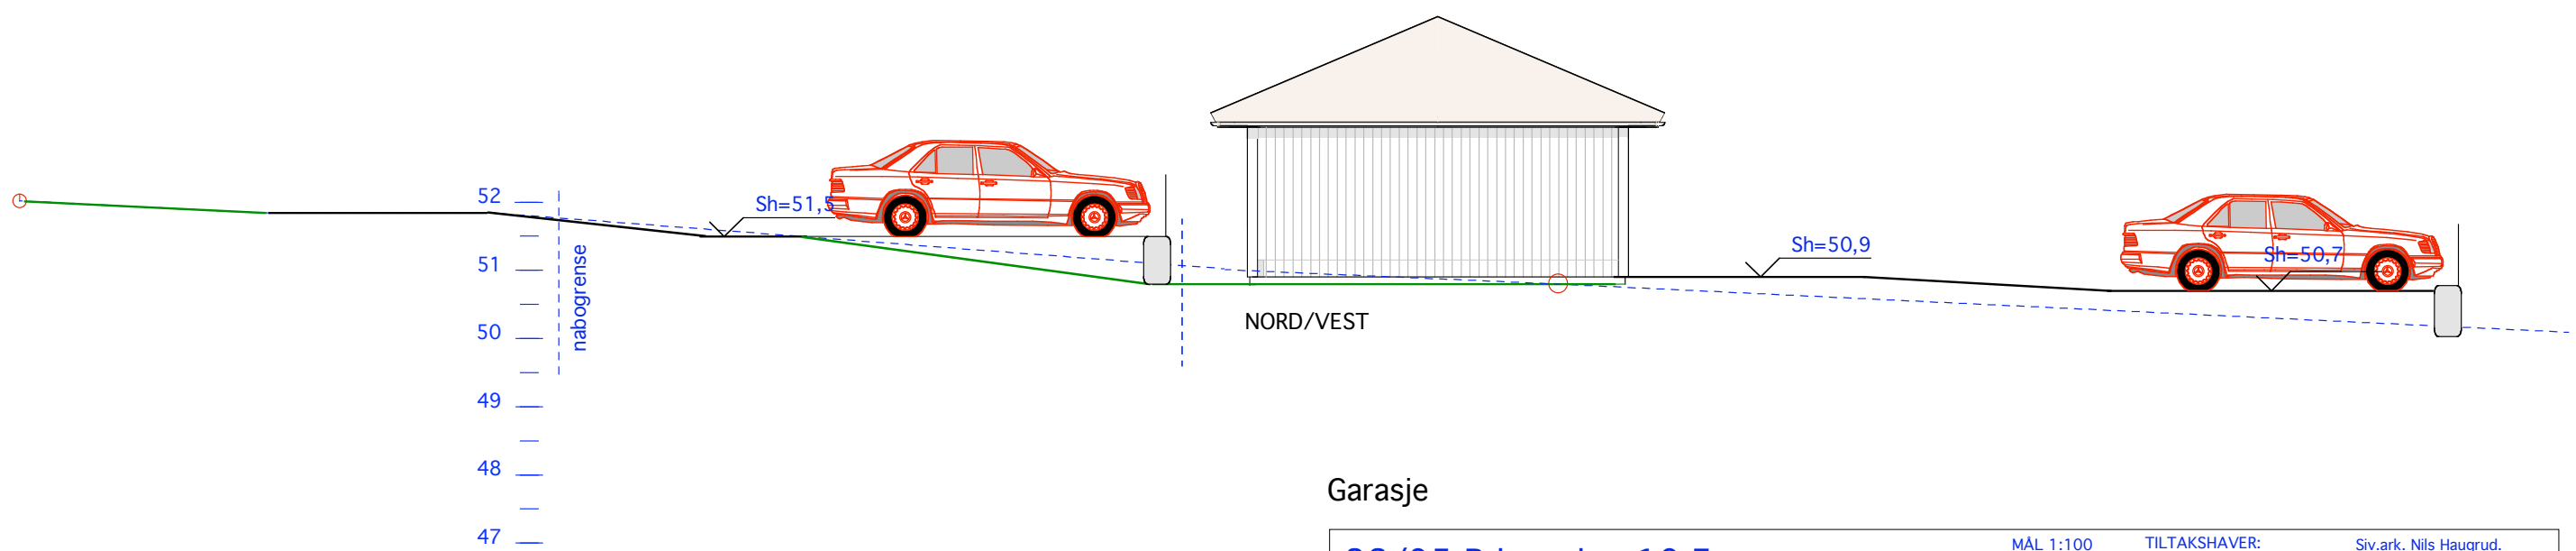 52
Sh=51,5
51
nabogrense
50
49
48
47
Sh=50,9
Sh=50,7
NORD/VEST
Garasje
MÅL 1:100
TILTAKSHAVER:
Siv.ark. Nils Haugrud.